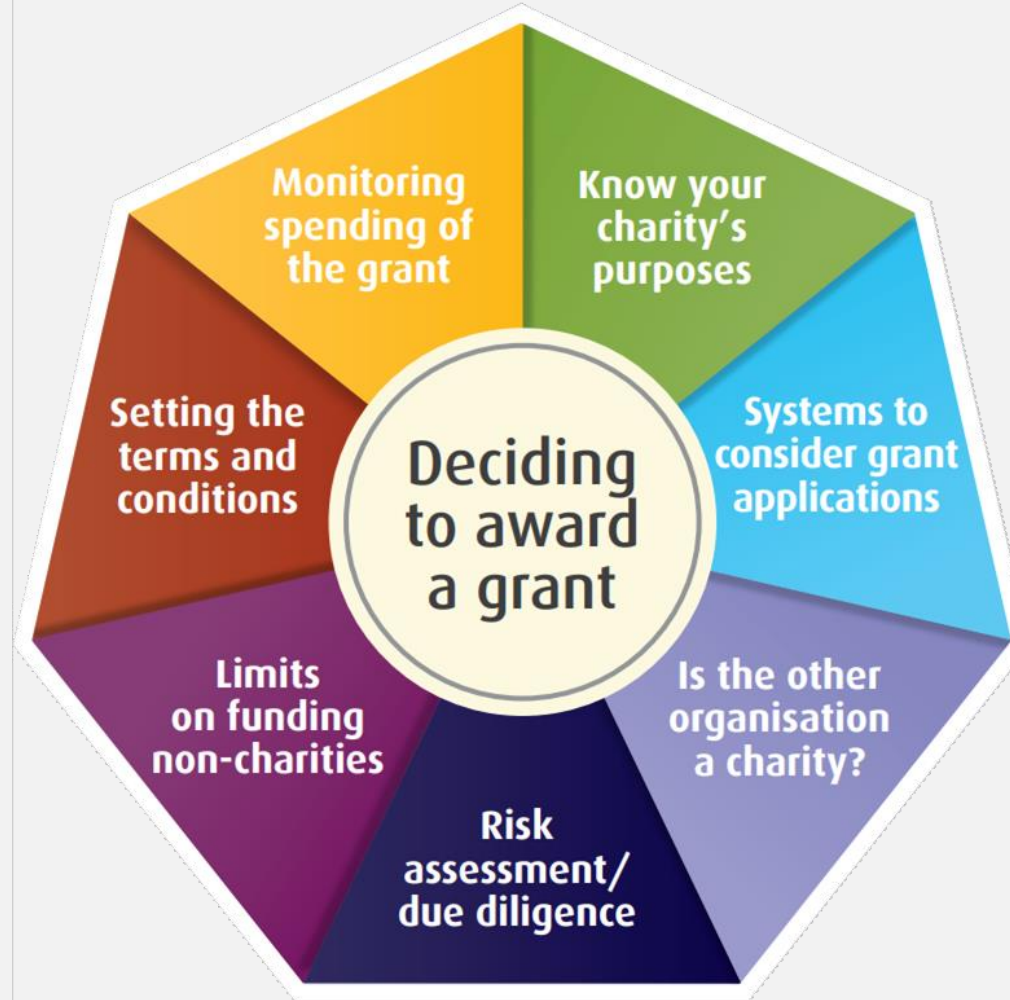 Deciding
to award
a grant
Know your
charity's
purposes
Systems to
consider grant
applications
Is the other
organisation
a charity?
Risk
assessment/
due diligence
Limits
on funding
non-charities
Setting the
terms and
conditions
Monitoring
spending of
the grant